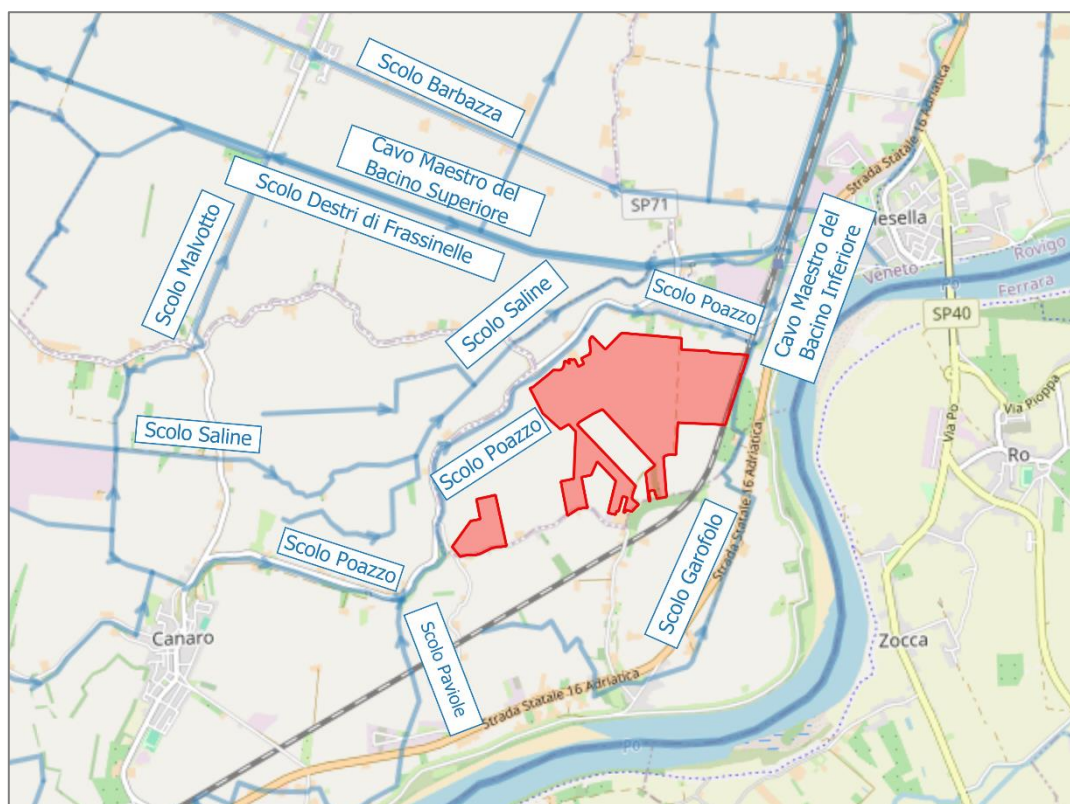 Scolo Barbazza
Cavo Maestro del
Bacino Superiore
Scolo Destri di Frassinelle
Scolo Malvotto
SP71
Strada Statale 16 Adriatica
esella
Rovigo
Veneto
Po
Ferrara
Scolo Saline
Scolo Poazzo
Cavo Maestro del
Bacino Inferiore
SP40
Via Po
Via Pioppa
Ro
Scolo Saline
Scolo Poazzo
Strada Statale 16 Adriatica
Scolo Poazzo
Scolo Garofolo
Canaro
Scolo Paviole
Zocca
Strada Statale 16 Adriatica
Po